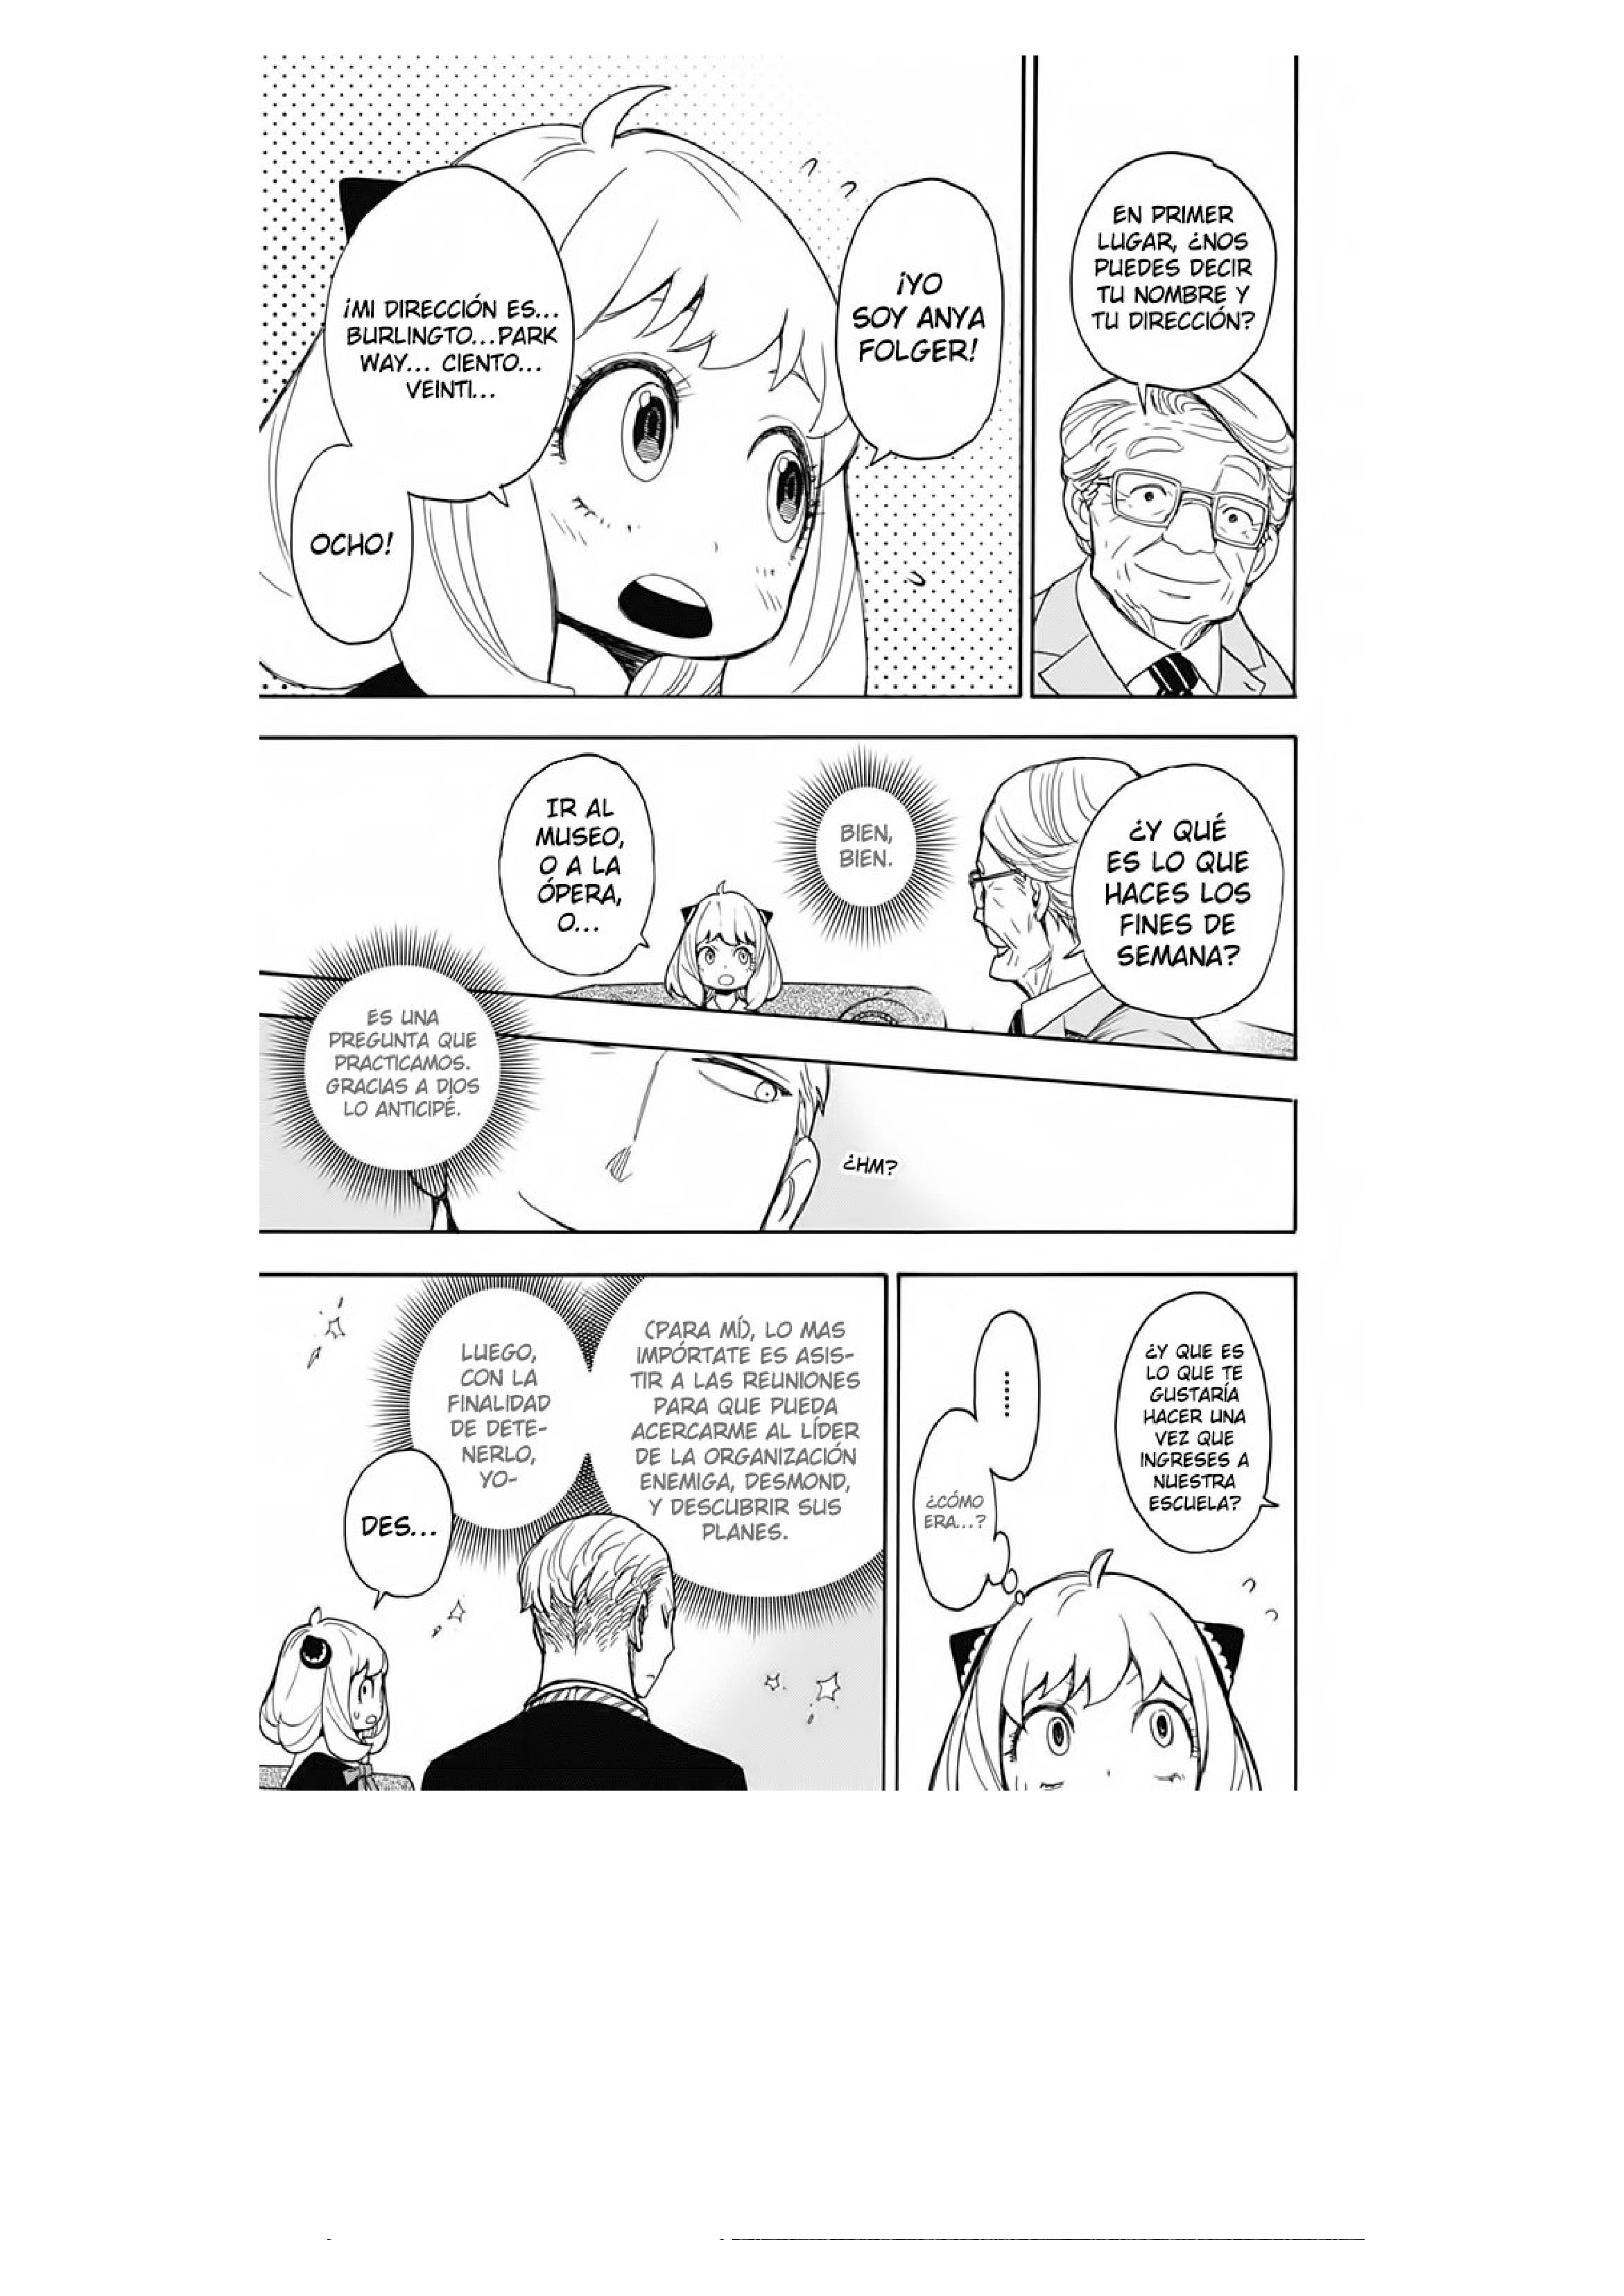 EN PRIMER
LUGAR, ¿NOS
PUEDES DECIR
TU NOMBRE Y
TU DIRECCIÓN?
¡YO
SOY ANYA
FOLGER!
¡MI DIRECCIÓN ES...
BURLINGTO...PARK
WAY... CIENTO...
VEINTI...
OCHO!
¿Y QUÉ
ES LO QUE
HACES LOS
FINES DE
SEMANA?
BIEN,
BIEN.
IR AL
MUSEO,
O A LA
ÓPERA,
O...
ES UNA
PREGUNTA QUE
PRACTICAMOS.
GRACIAS A DIOS
LO ANTICIPÉ.
¿HM?
¿Y QUE ES
LO QUE TE
GUSTARÍA
HACER UNA
VEZ QUE
INGRESES A
NUESTRA
ESCUELA?
.......
¿CÓMO
ERA...?
(PARA MÍ), LO MAS
IMPÓRTATE ES ASIS-
TIR A LAS REUNIONES
PARA QUE PUEDA
ACERCARME AL LÍDER
DE LA ORGANIZACIÓN
ENEMIGA, DESMOND,
Y DESCUBRIR SUS
PLANES.
LUEGO,
CON LA
FINALIDAD
DE DETE-
NERLO,
YO-
DES...